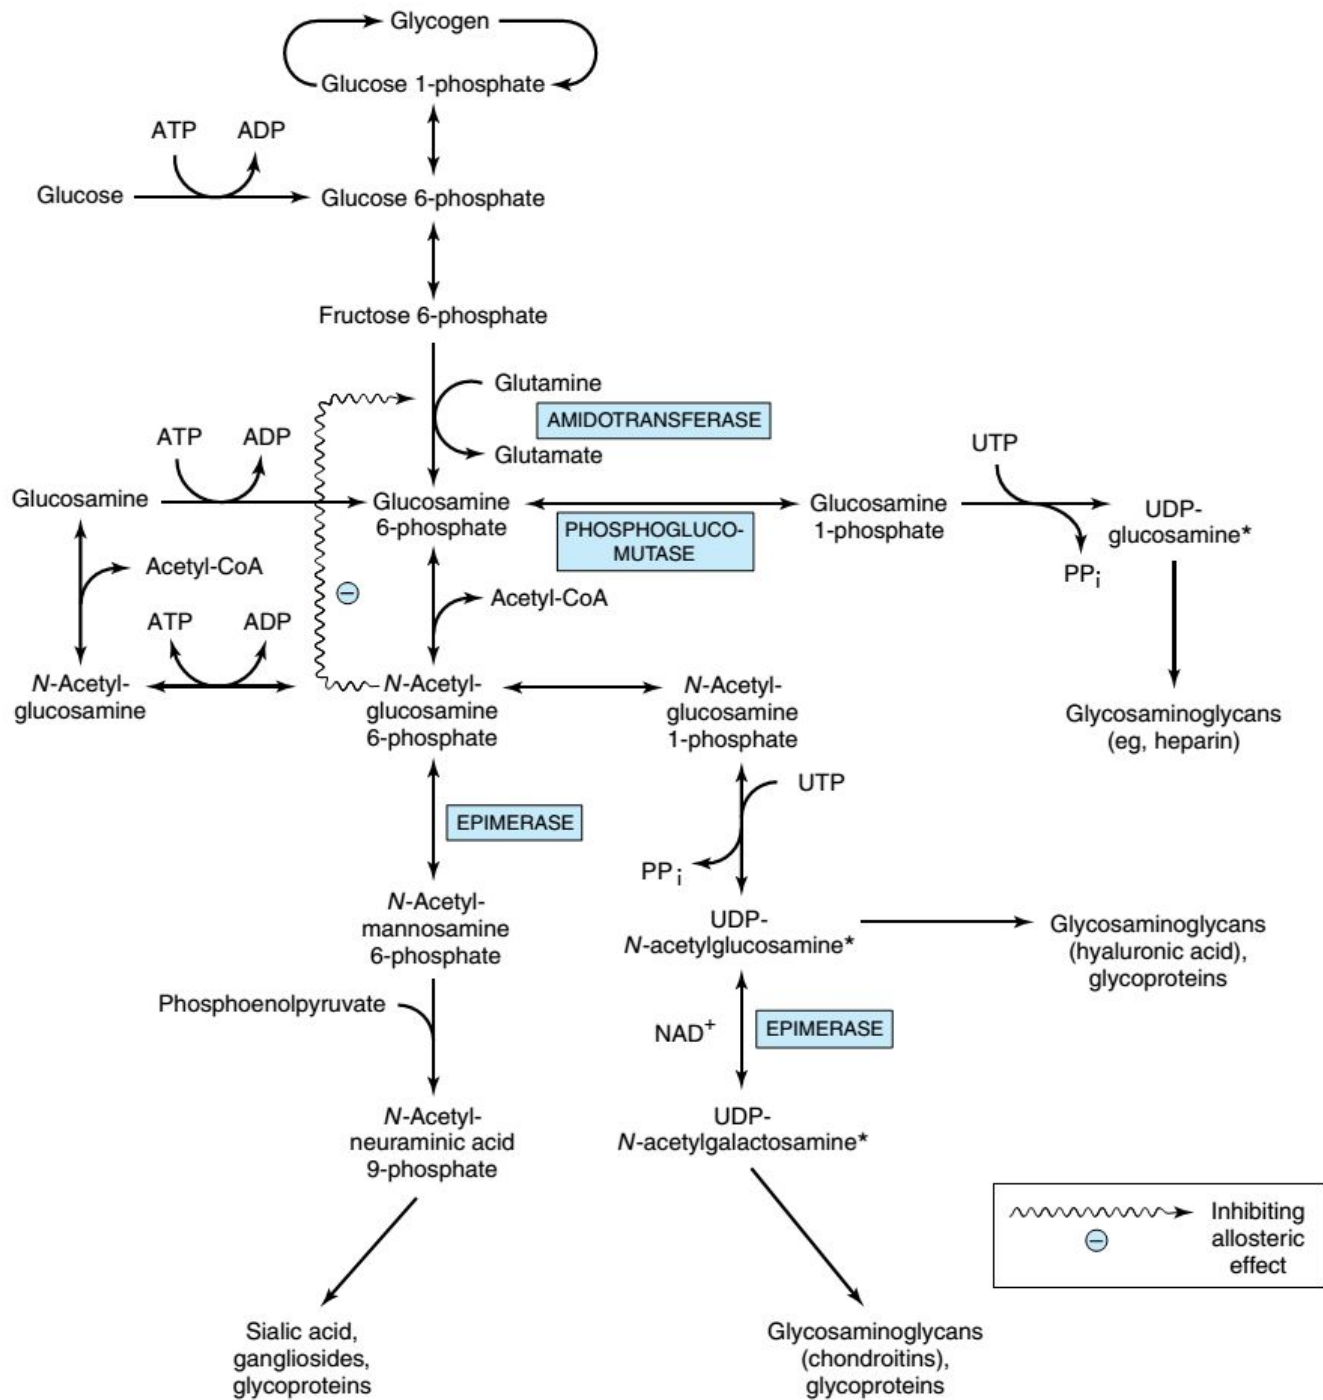 Glycogen
Glucose 1-phosphate
ATP
ADP
Glucose
Glucose 6-phosphate
Fructose 6-phosphate
Glutamine
AMIDOTRANSFERASE
Glutamate
ATP
ADP
UTP
Glucosamine
Glucosamine
6-phosphate
PHOSPHOGLUCO-
MUTASE
Glucosamine
1-phosphate
UDP-
glucosamine*
PPi
Acetyl-CoA
−
Acetyl-CoA
ATP
ADP
N-Acetyl-
glucosamine
N-Acetyl-
glucosamine
6-phosphate
N-Acetyl-
glucosamine
1-phosphate
Glycosaminoglycans
(eg, heparin)
UTP
EPIMERASE
PPi
N-Acetyl-
mannosamine
6-phosphate
UDP-
N-acetylglucosamine*
Glycosaminoglycans
(hyaluronic acid),
glycoproteins
Phosphoenolpyruvate
NAD+
EPIMERASE
N-Acetyl-
neuraminic acid
9-phosphate
UDP-
N-acetylgalactosamine*
Inhibiting
allosteric
effect
−
Sialic acid,
gangliosides,
glycoproteins
Glycosaminoglycans
(chondroitins),
glycoproteins